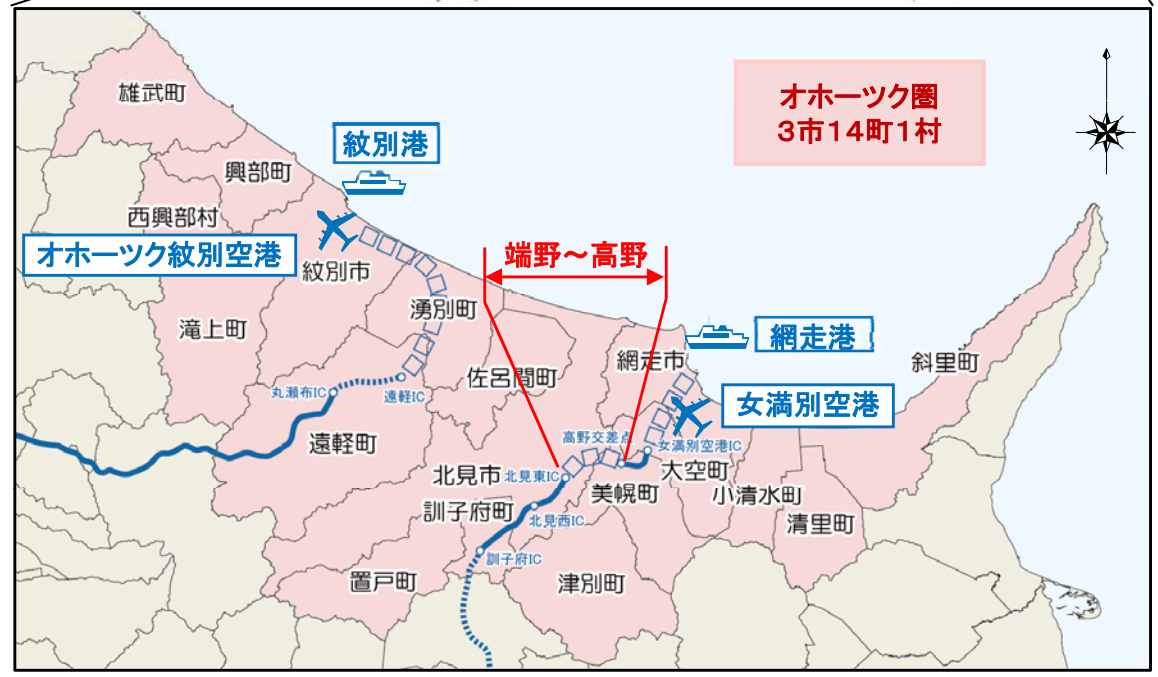 オホーツク圏
3市14町1村
雄武町
紋別港
興部町
西興部村
オホーツク紋別空港
紋別市
端野～高野
湧別町
滝上町
網走港
網走市
斜里町
佐呂間町
丸瀬布IC
遠軽IC
女満別空港
遠軽町
高野交差点
女満別空港IC
北見市
北見東IC
大空町
美幌町
小清水町
訓子府町
北見西IC
清里町
訓子府IC
置戸町
津別町